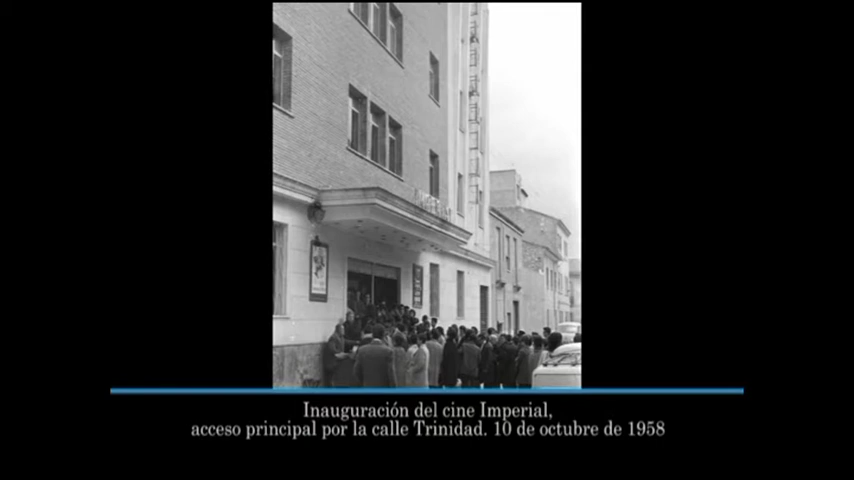 Inauguración del cine Imperial,
acceso principal por la calle Trinidad. 10 de octubre de 1958